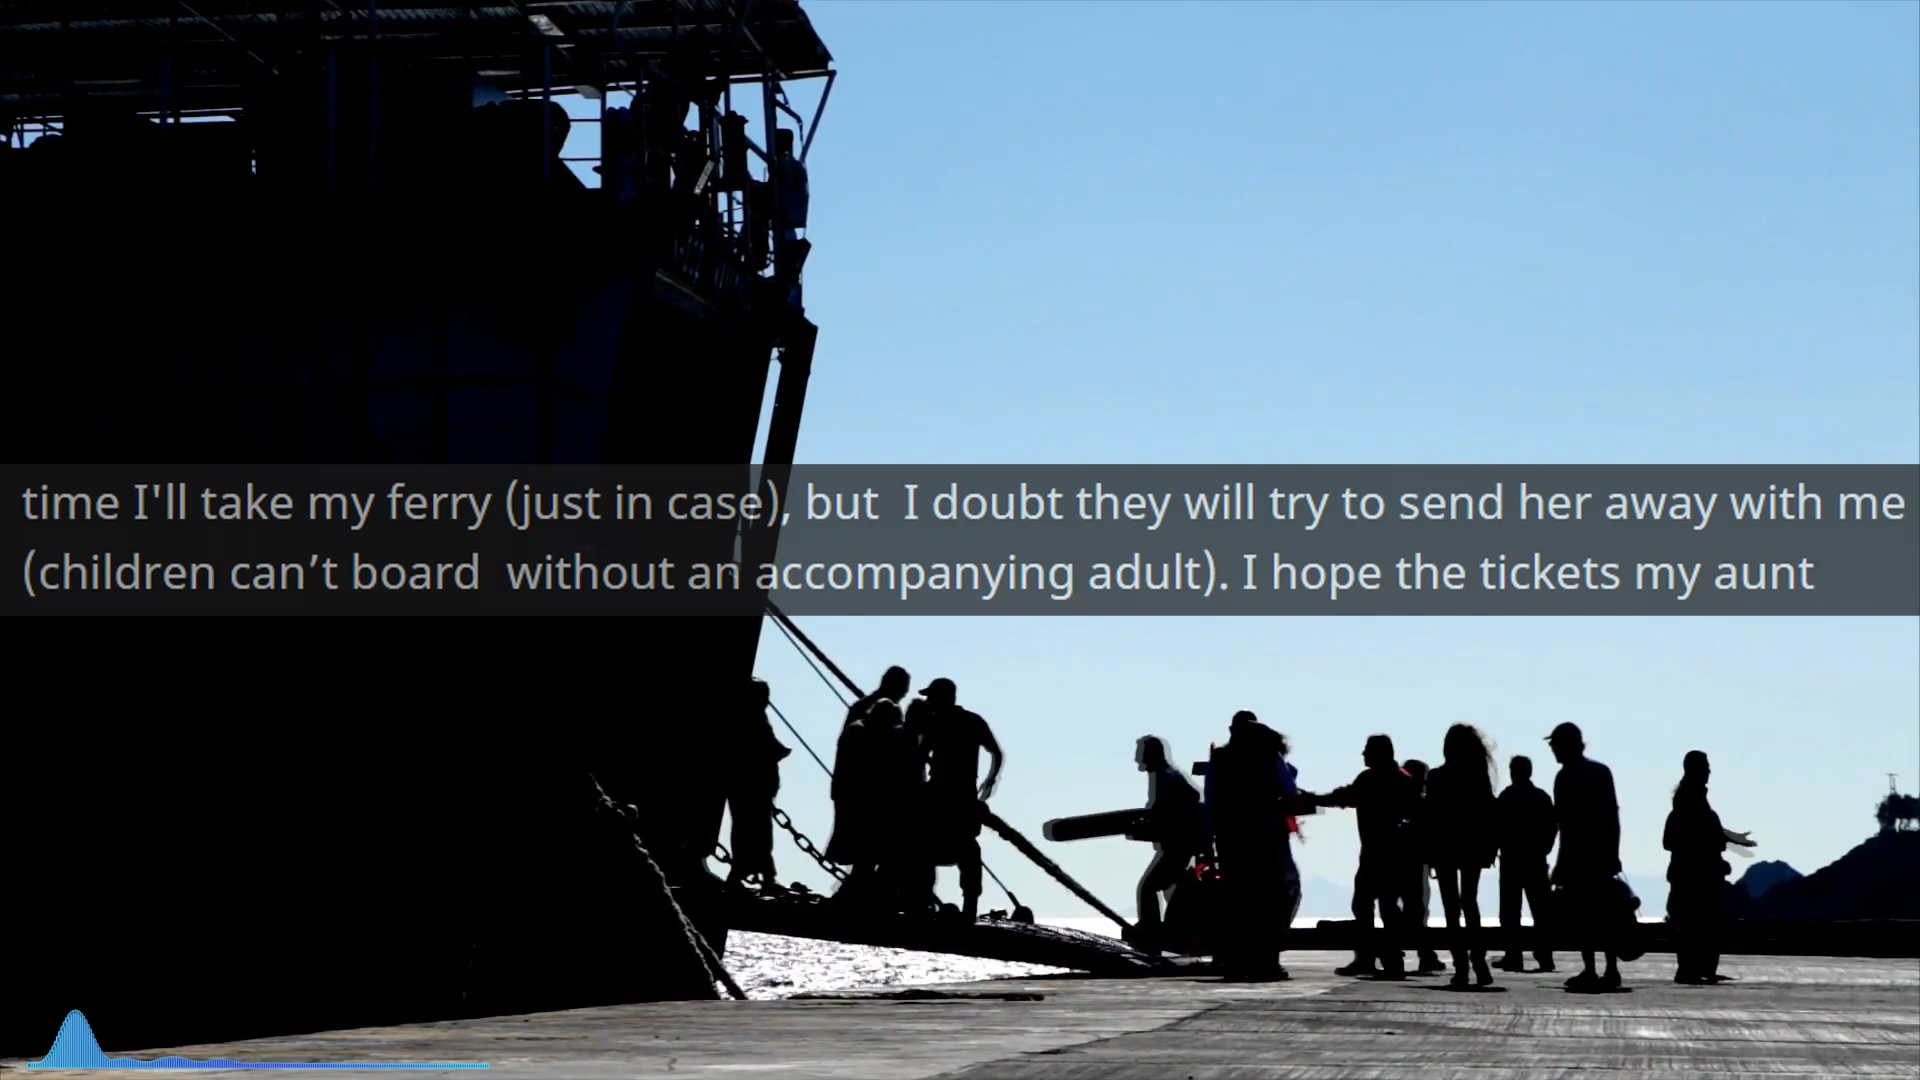 time I'll take my ferry (just in case), but  I doubt they will try to send her away with me
(children can’t board  without an accompanying adult). I hope the tickets my aunt